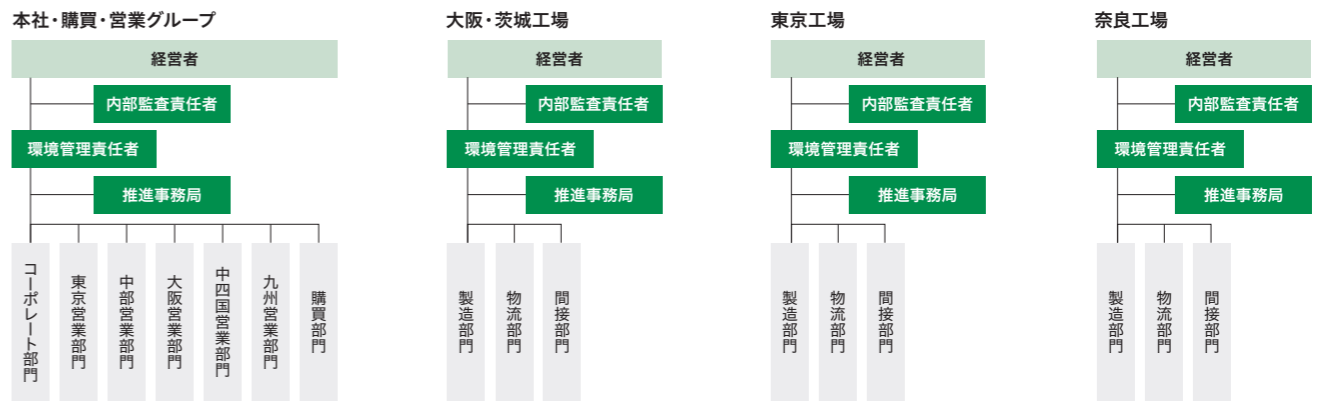 本社・購買・営業グループ
経営者
内部監査責任者
環境管理責任者
推進事務局
コーポレート部門
東京営業部門
中部営業部門
大阪営業部門
中四国営業部門
九州営業部門
購買部門
大阪・茨城工場
経営者
内部監査責任者
環境管理責任者
推進事務局
製造部門
物流部門
間接部門
東京工場
経営者
内部監査責任者
環境管理責任者
推進事務局
製造部門
物流部門
間接部門
奈良工場
経営者
内部監査責任者
環境管理責任者
推進事務局
製造部門
物流部門
間接部門